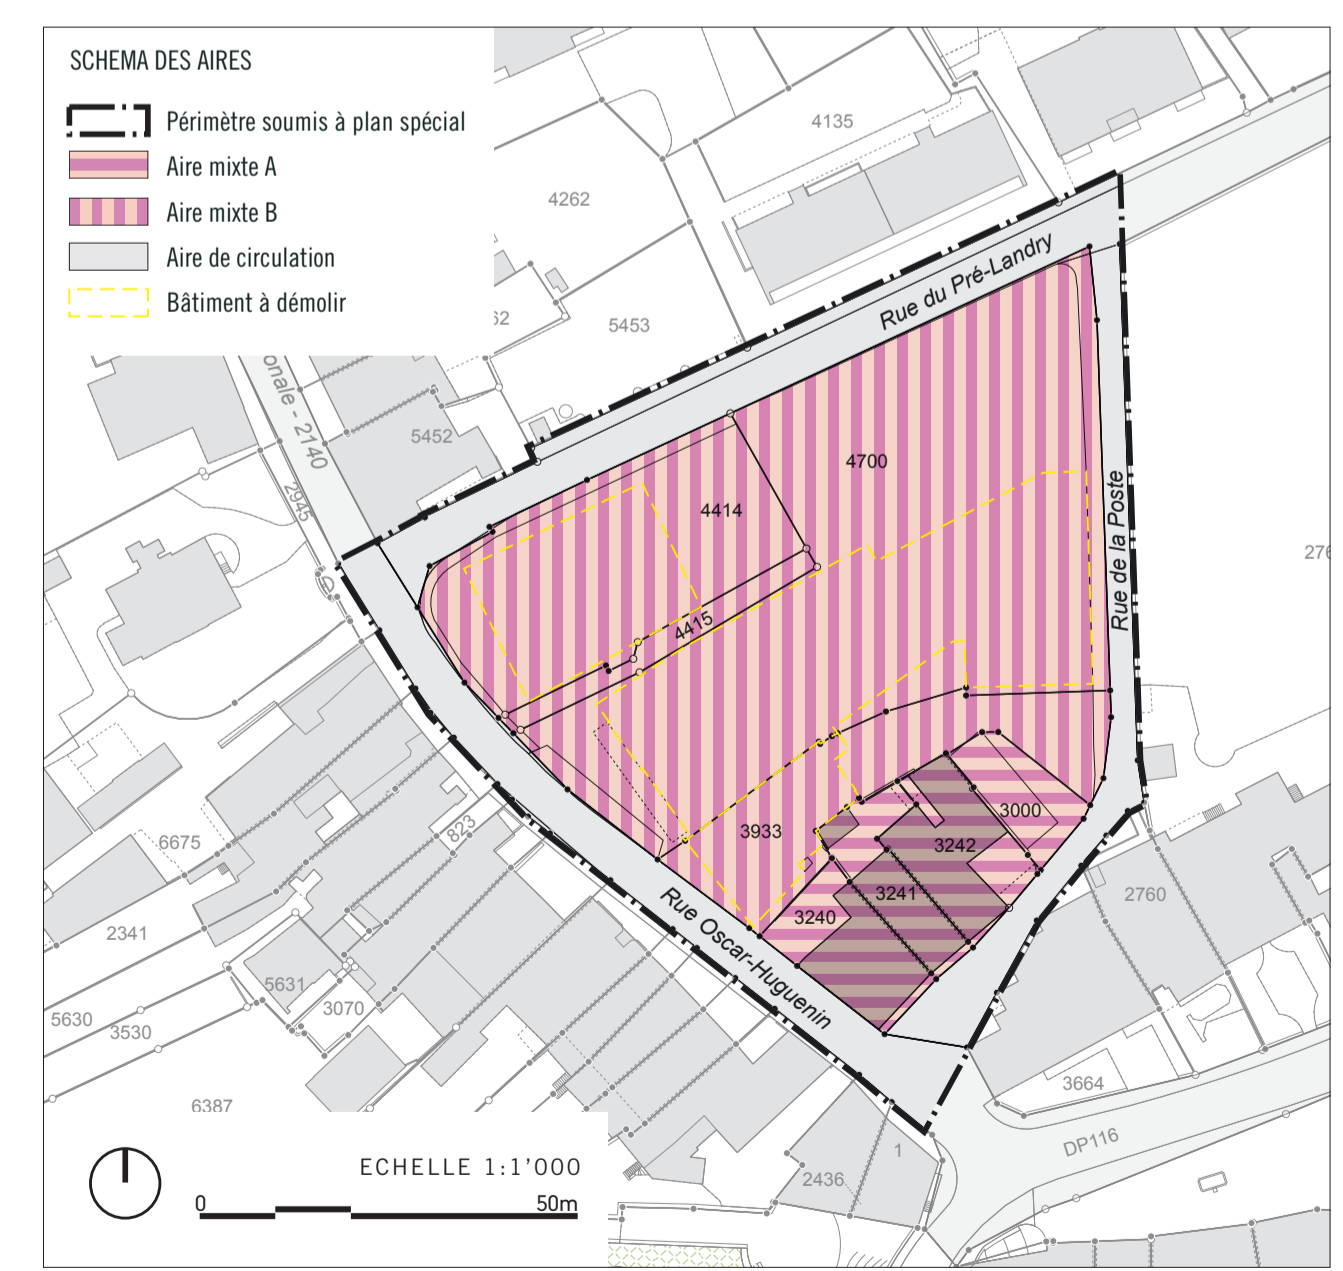 SCHEMA DES AIRES
Périmètre soumis à plan spécial
Aire mixte A
Aire mixte B
Aire de circulation
Bâtiment à démolir
4135
4262
62
5453
onale - 2140
5452
2945
Rue du Pré-Landry
4700
4414
4415
Rue de la Poste
276
3933
3000
3242
3241
3240
Rue Oscar-Huguenin
823
6675
2341
5631
3070
5630
3530
6387
2760
3664
DP116
1
2436
ECHELLE 1:1'000
0 50m